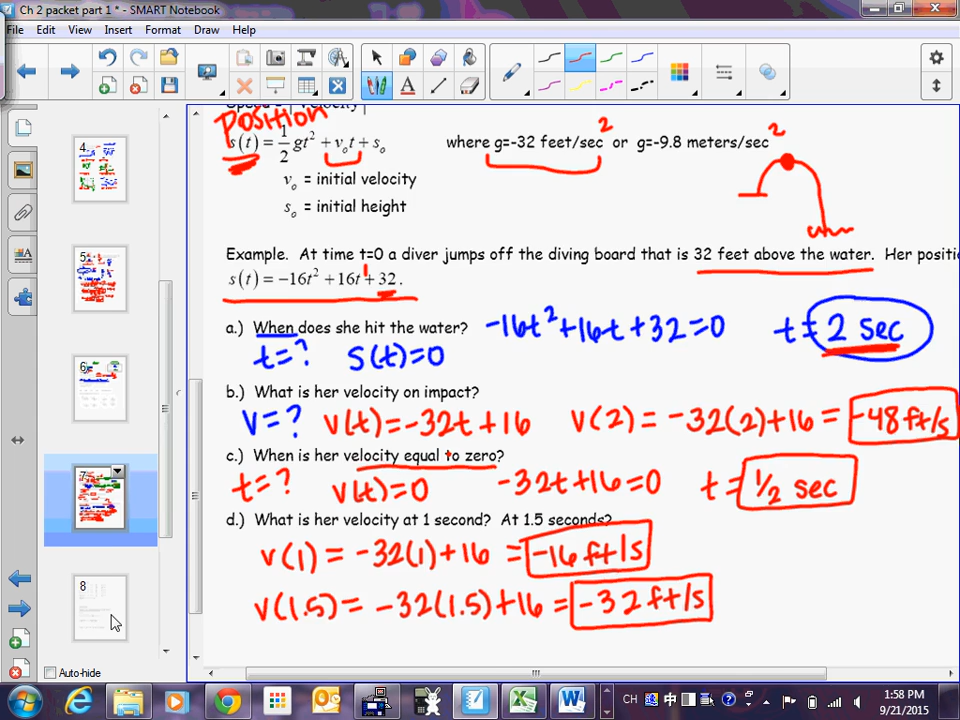 Ch 2 packet part 1 * - SMART Notebook
File Edit View Insert Format Draw Help
position
s(t) = 1/2 gt² + v₀t + s₀ where g=-32 feet/sec² or g=-9.8 meters/sec²
v₀ = initial velocity
s₀ = initial height
Example. At time t=0 a diver jumps off the diving board that is 32 feet above the water. Her positi
s(t) = -16t² + 16t + 32.
a.) When does she hit the water? -16t²+16t+32=0 t = 2 sec
t=? s(t)=0
b.) What is her velocity on impact?
v=? v(t)=-32t+16 v(2) = -32(2)+16 = -48 ft/s
c.) When is her velocity equal to zero?
t=? v(t)=0 -32t+16=0 t = 1/2 sec
d.) What is her velocity at 1 second? At 1.5 seconds?
v(1) = -32(1)+16 = -16 ft/s
v(1.5) = -32(1.5)+16 = -32 ft/s
4
5
6
7
8
Auto-hide
CH 中
1:58 PM
9/21/2015